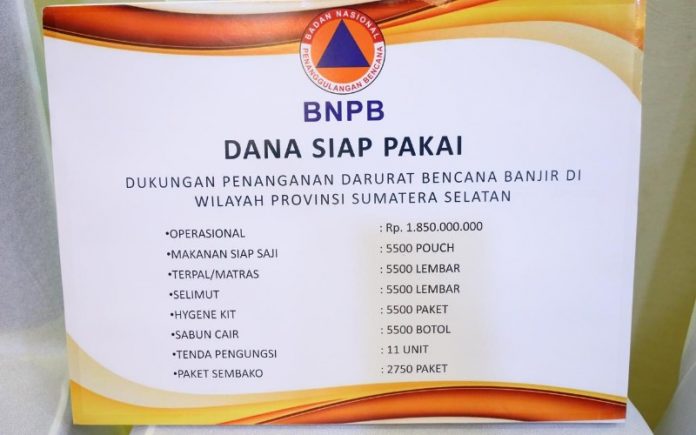 BADAN NASIONAL
PENANGGULANGAN BENCANA
BNPB
DANA SIAP PAKAI
DUKUNGAN PENANGANAN DARURAT BENCANA BANJIR DI
WILAYAH PROVINSI SUMATERA SELATAN
•OPERASIONAL : Rp. 1.850.000.000
•MAKANAN SIAP SAJI : 5500 POUCH
•TERPAL/MATRAS : 5500 LEMBAR
•SELIMUT : 5500 LEMBAR
•HYGENE KIT : 5500 PAKET
•SABUN CAIR : 5500 BOTOL
•TENDA PENGUNGSI : 11 UNIT
•PAKET SEMBAKO : 2750 PAKET